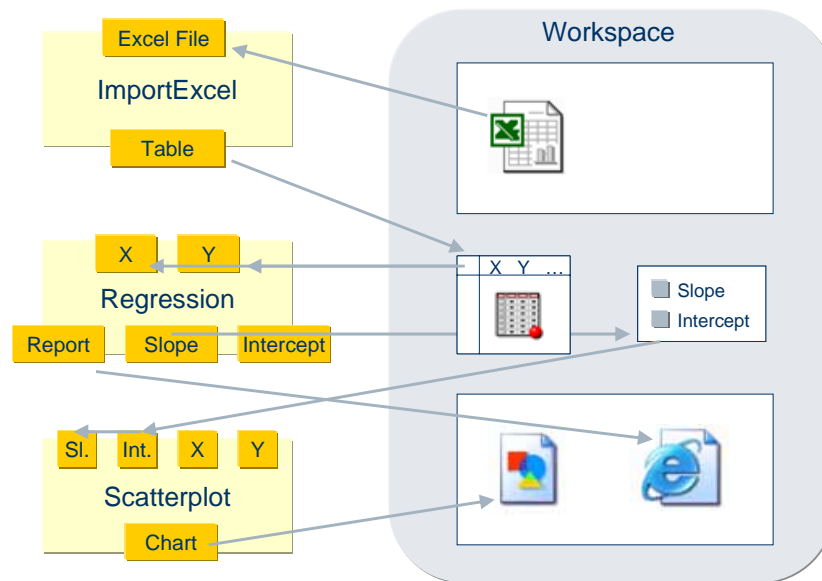 Excel File
ImportExcel
Table
X Y
Regression
Report Slope Intercept
Sl. Int. X Y
Scatterplot
Chart
Workspace
X Y ...
Slope
Intercept